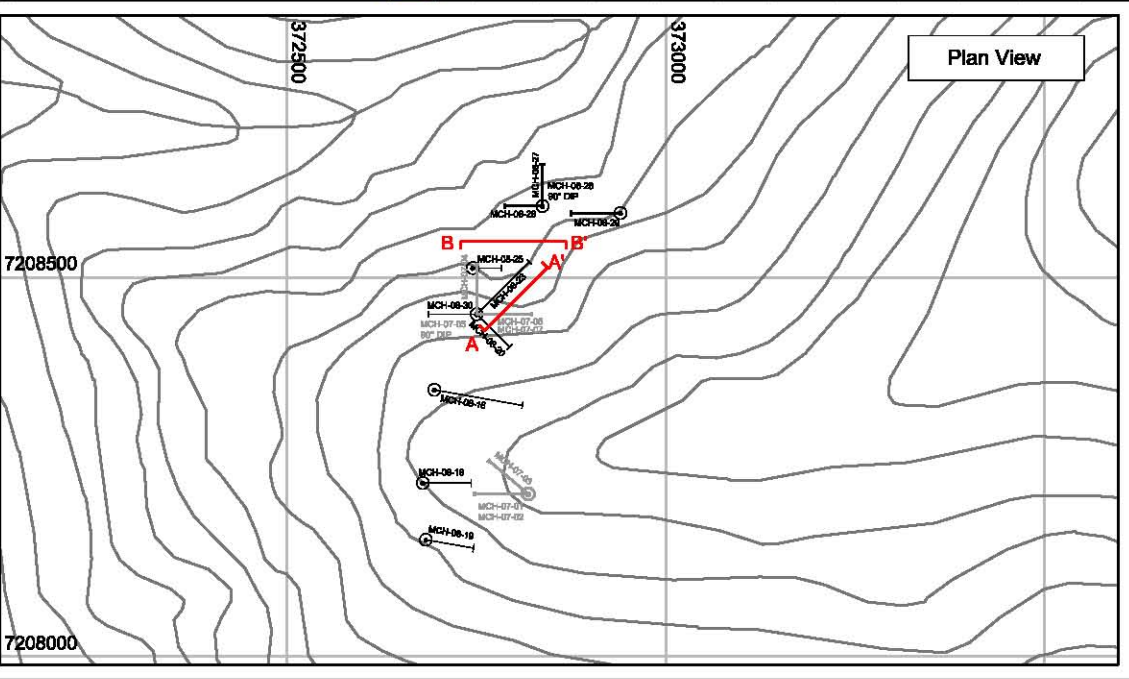 372500
373000
Plan View
MCH-08-27
MCH-08-26
90° DIP
MCH-08-28
MCH-08-29
B
B'
7208500
MCH-08-25
A'
MCH-08-23
MCH-08-30
MCH-07-05
90° DIP
MCH-07-06
MCH-07-07
A
MCH-08-20
MCH-08-16
MCH-08-18
MCH-07-01
MCH-07-02
MCH-08-19
7208000